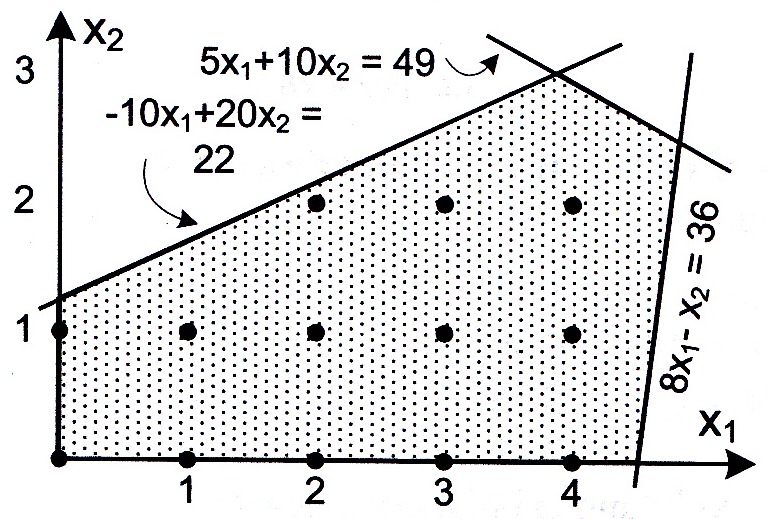 x₂
3
5x₁+10x₂ = 49
-10x₁+20x₂ =
22
2
1
8x₁- x₂ = 36
x₁
1 2 3 4